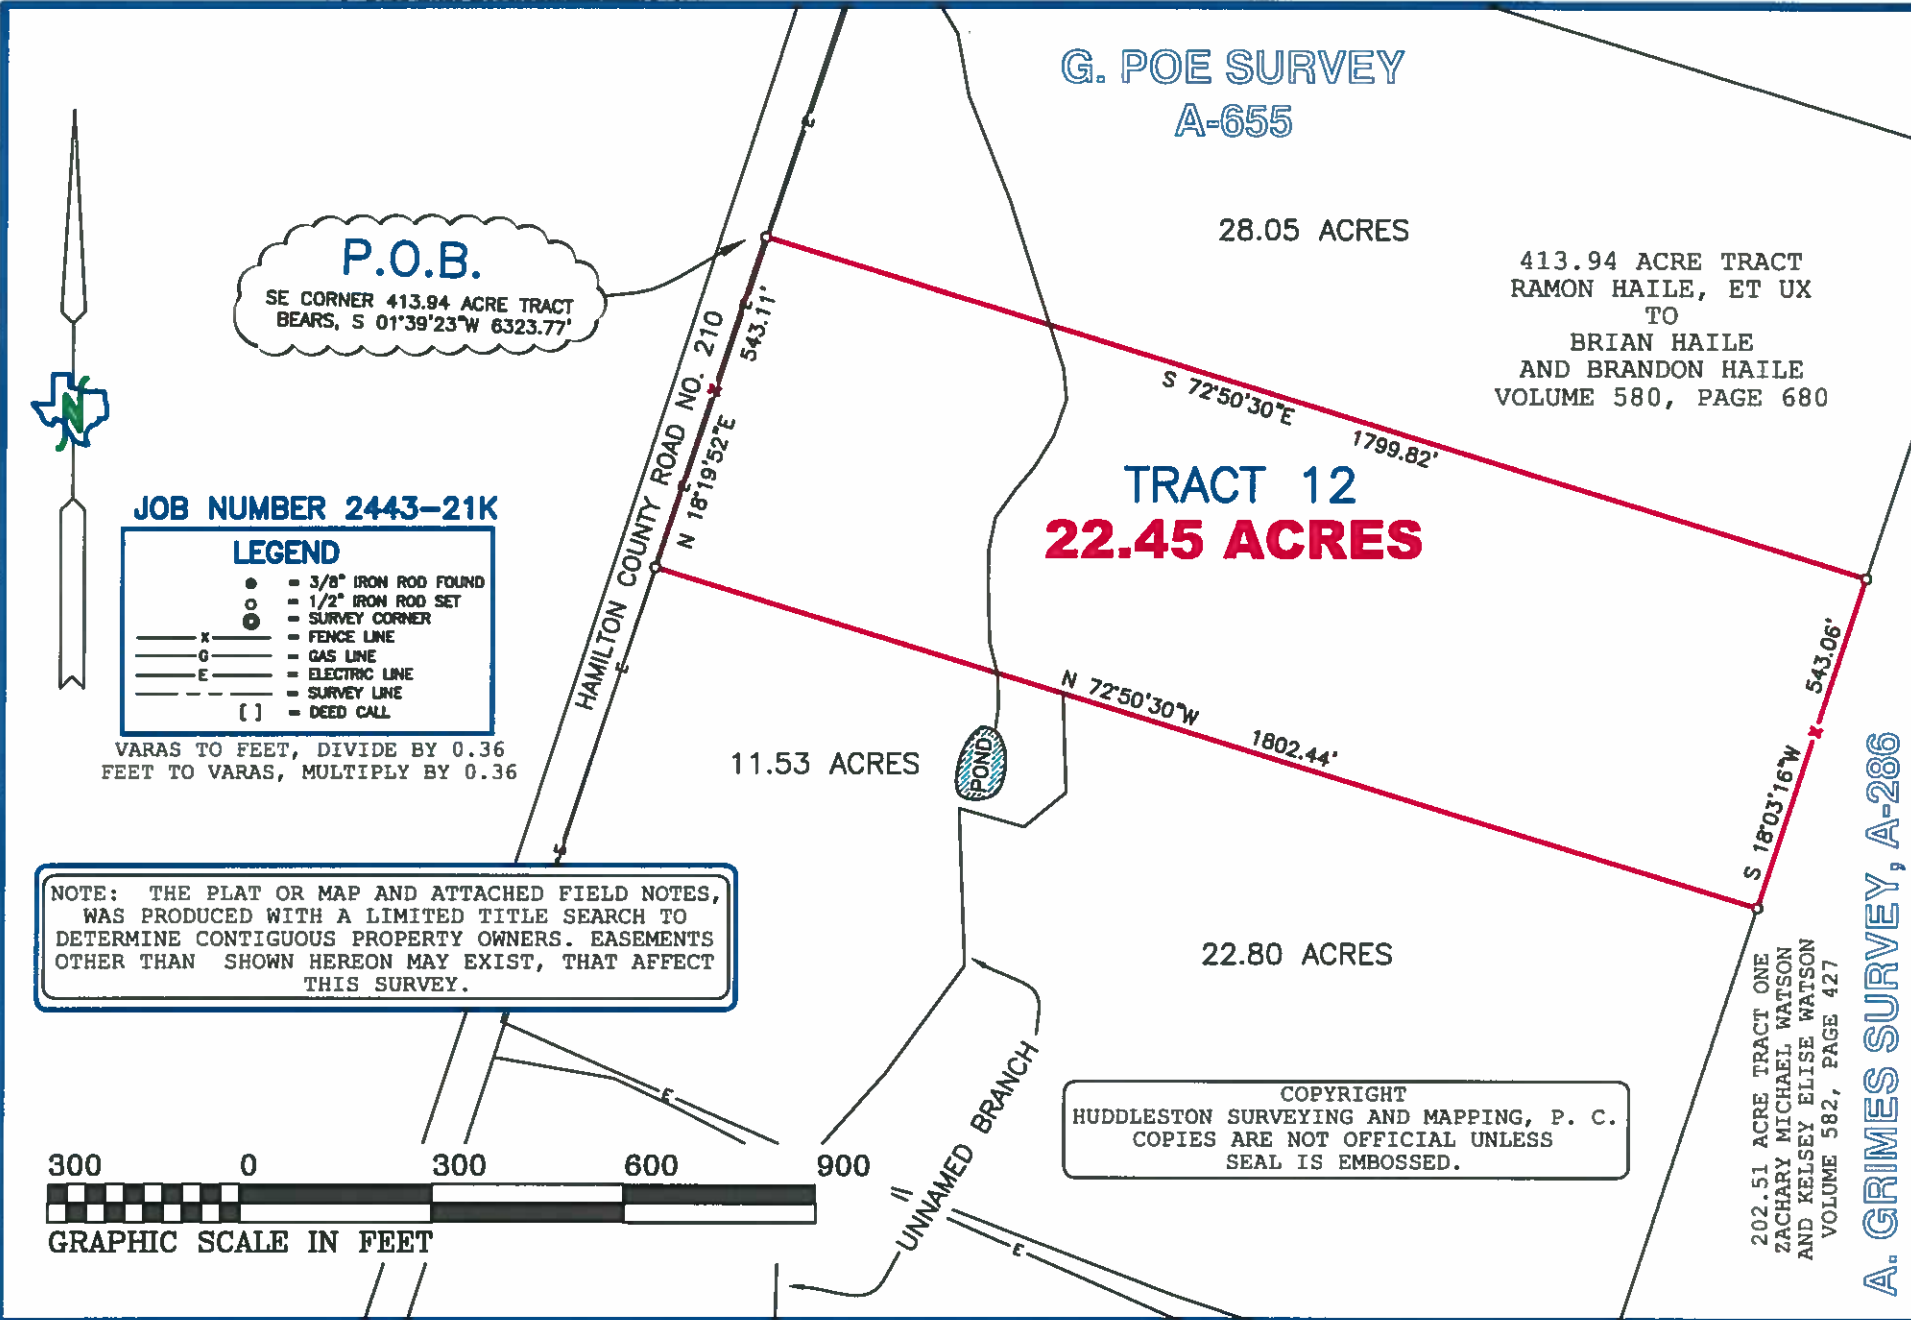 G. POE SURVEY
A-655
28.05 ACRES
413.94 ACRE TRACT
RAMON HAILE, ET UX
TO
BRIAN HAILE
AND BRANDON HAILE
VOLUME 580, PAGE 680
P.O.B.
SE CORNER 413.94 ACRE TRACT
BEARS, S 01°39'23"W 6323.77'
HAMILTON COUNTY ROAD NO. 210
N 18°19'52"E
543.11'
S 72°50'30"E
1799.82'
TRACT 12
22.45 ACRES
N
JOB NUMBER 2443-21K
LEGEND
= 3/8" IRON ROD FOUND
= 1/2" IRON ROD SET
= SURVEY CORNER
X = FENCE LINE
G = GAS LINE
E = ELECTRIC LINE
= SURVEY LINE
[ ] = DEED CALL
VARAS TO FEET, DIVIDE BY 0.36
FEET TO VARAS, MULTIPLY BY 0.36
N 72°50'30"W
1802.44'
S 18°03'16"W
543.06'
11.53 ACRES
POND
22.80 ACRES
NOTE: THE PLAT OR MAP AND ATTACHED FIELD NOTES,
WAS PRODUCED WITH A LIMITED TITLE SEARCH TO
DETERMINE CONTIGUOUS PROPERTY OWNERS. EASEMENTS
OTHER THAN SHOWN HEREON MAY EXIST, THAT AFFECT
THIS SURVEY.
E
E
E
E
E
E
E
UNNAMED BRANCH
COPYRIGHT
HUDDLESTON SURVEYING AND MAPPING, P. C.
COPIES ARE NOT OFFICIAL UNLESS
SEAL IS EMBOSSED.
202.51 ACRE TRACT ONE
ZACHARY MICHAEL WATSON
AND KELSEY ELISE WATSON
VOLUME 582, PAGE 427
A. GRIMES SURVEY, A-286
300 0 300 600 900
GRAPHIC SCALE IN FEET